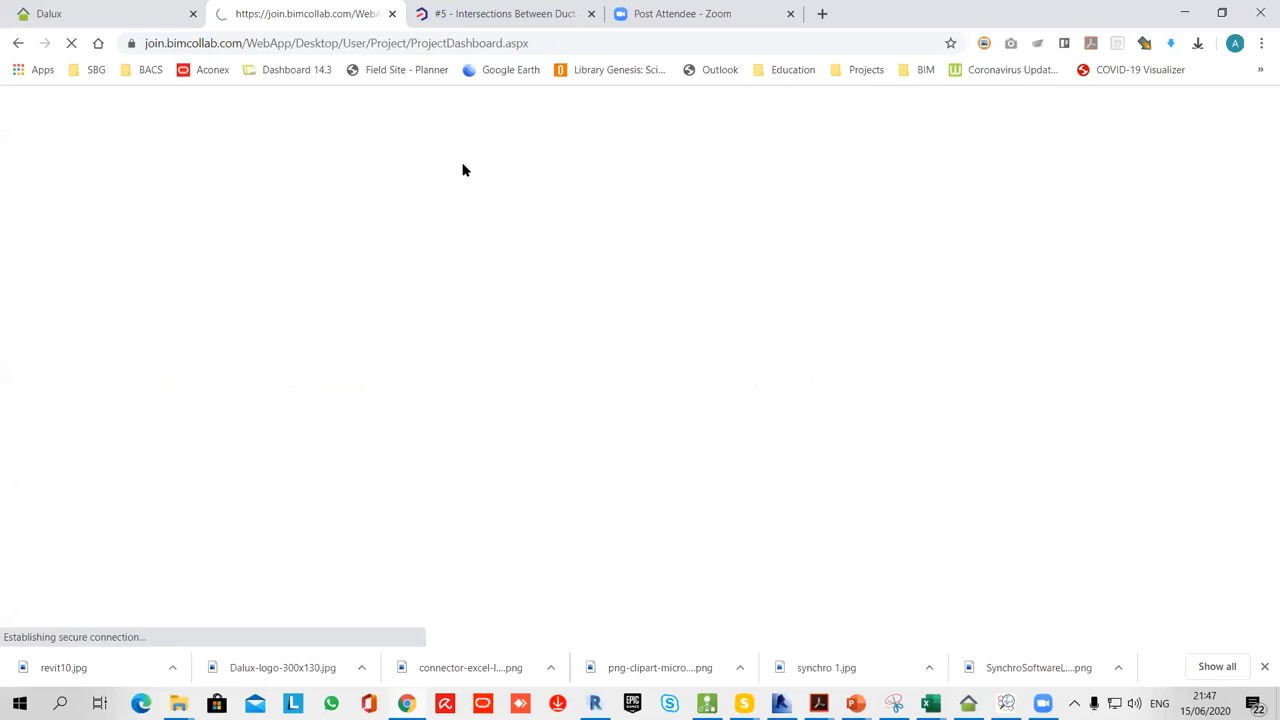 Dalux
https://join.bimcollab.com/WebA
#5 - Intersections Between Duct
Post Attendee - Zoom
join.bimcollab.com/WebApp/Desktop/User/Project/ProjectDashboard.aspx
A
Apps
SBG
BACS
Aconex
Dashboard 14.3
Field Site - Planner
Google Earth
Library Genesis: Sci...
Outlook
Education
Projects
BIM
Coronavirus Updat...
COVID-19 Visualizer
»
Establishing secure connection...
revit10.jpg
Dalux-logo-300x130.jpg
connector-excel-l....png
png-clipart-micro....png
synchro 1.jpg
SynchroSoftwareL....png
Show all
ENG
21:47
15/06/2020
22